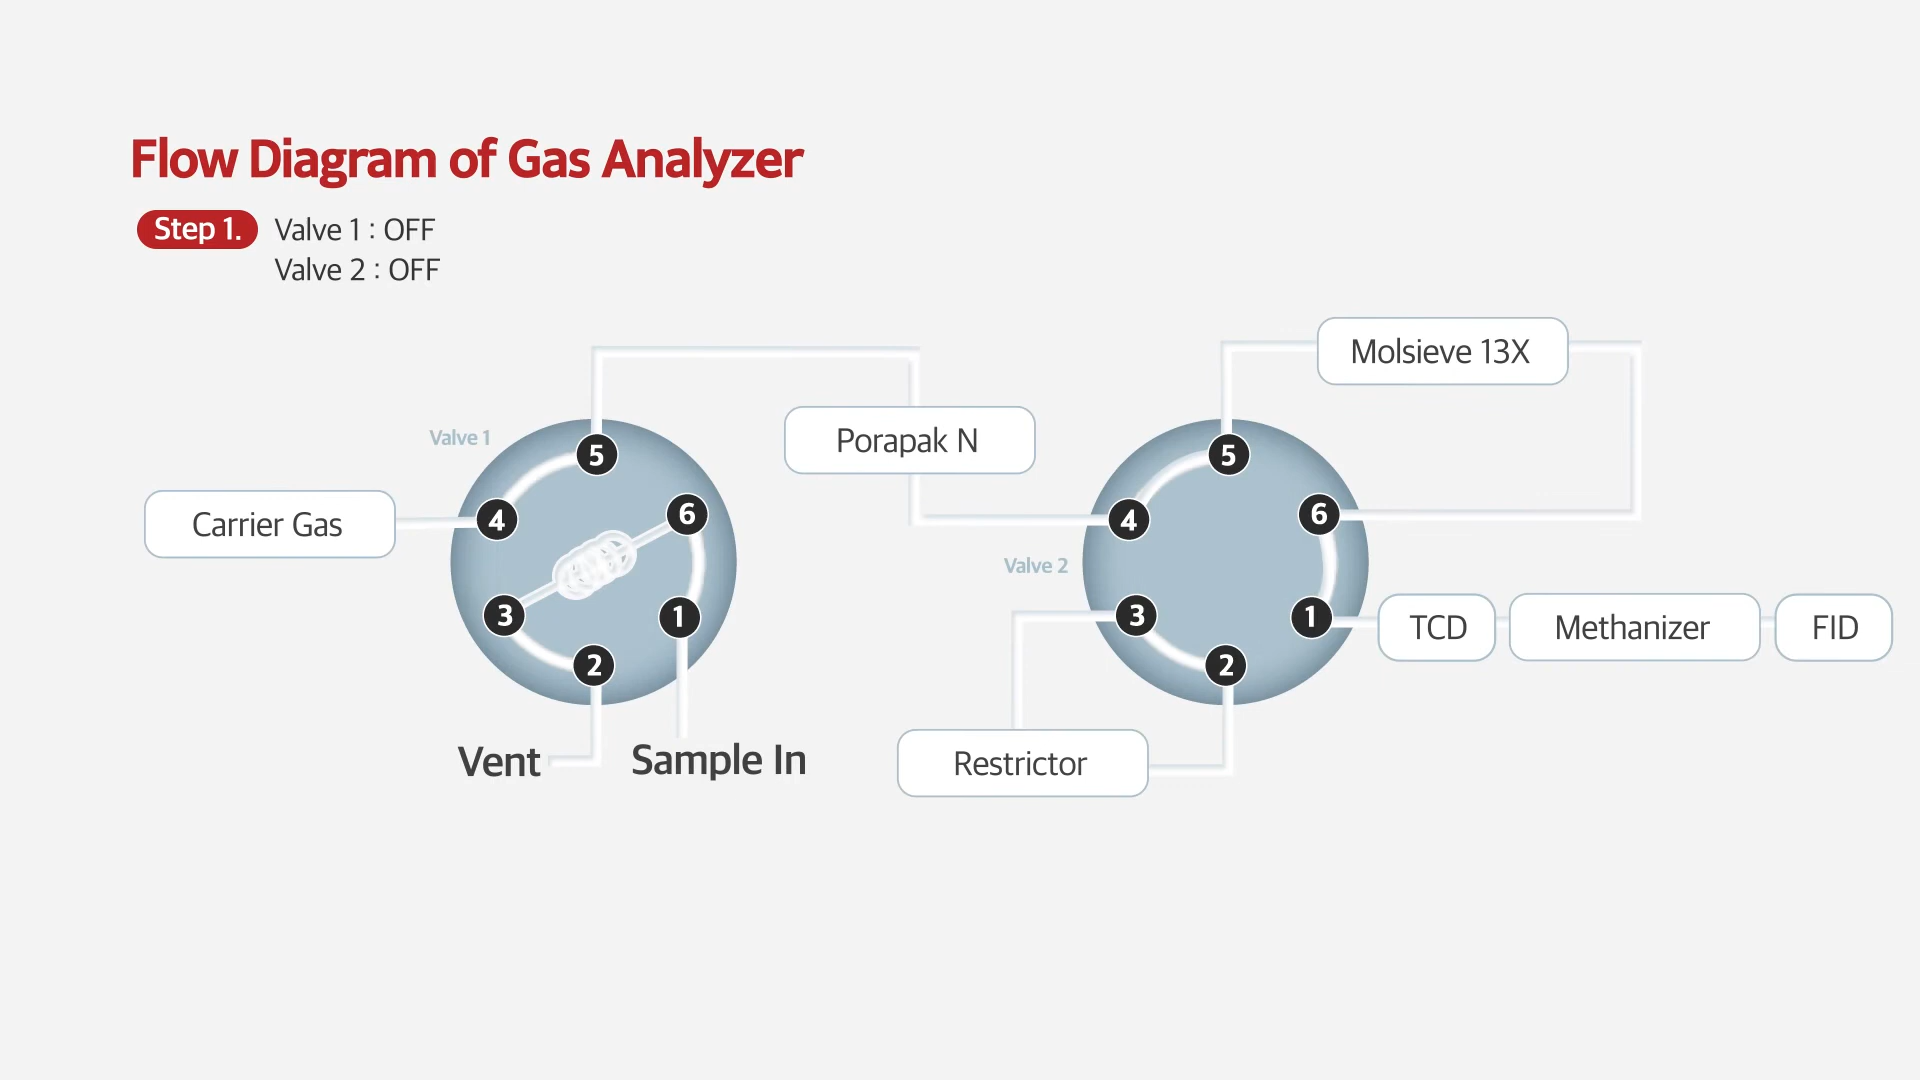 Flow Diagram of Gas Analyzer
Step 1. Valve 1 : OFF
Valve 2 : OFF
Molsieve 13X
Valve 1
Porapak N
5
5
Carrier Gas
4
6
4
6
Valve 2
3
1
3
1
TCD
Methanizer
FID
2
2
Vent
Sample In
Restrictor